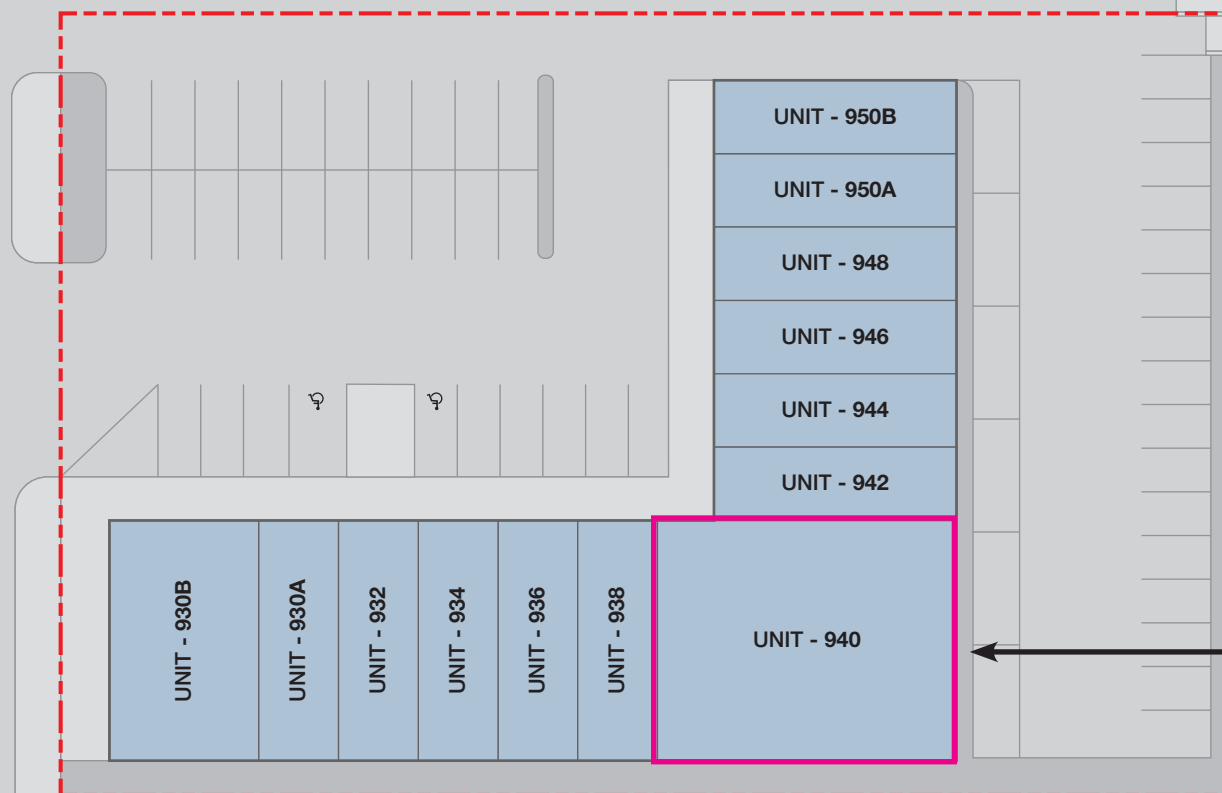 UNIT - 950B
UNIT - 950A
UNIT - 948
UNIT - 946
UNIT - 944
UNIT - 942
UNIT - 930B
UNIT - 930A
UNIT - 932
UNIT - 934
UNIT - 936
UNIT - 938
UNIT - 940